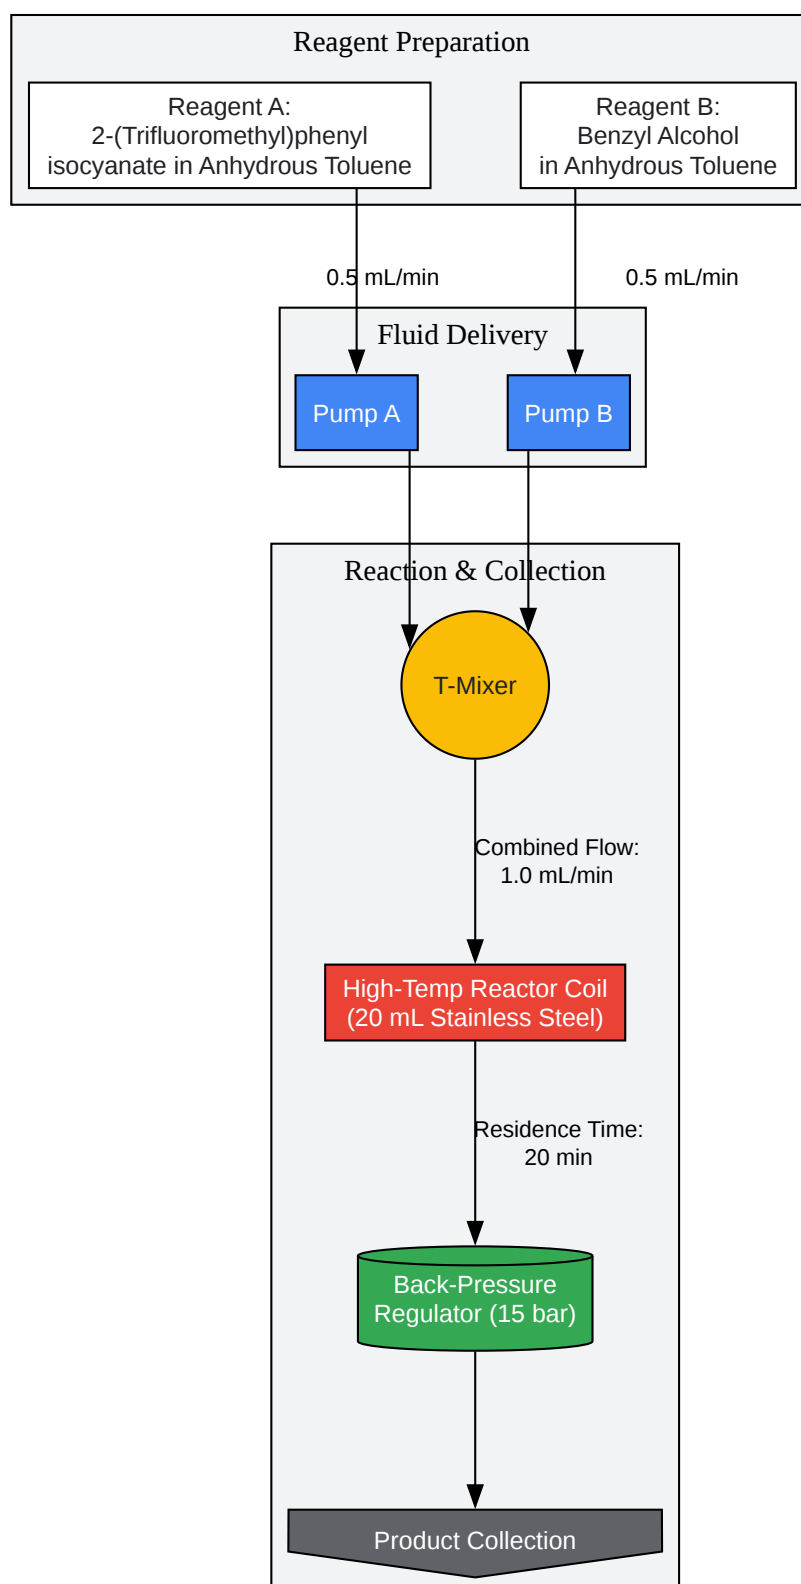 Reagent Preparation
Reagent A:
2-(Trifluoromethyl)phenyl
isocyanate in Anhydrous Toluene
Reagent B:
Benzyl Alcohol
in Anhydrous Toluene
0.5 mL/min
0.5 mL/min
Fluid Delivery
Pump A
Pump B
Reaction & Collection
T-Mixer
Combined Flow:
1.0 mL/min
High-Temp Reactor Coil
(20 mL Stainless Steel)
Residence Time:
20 min
Back-Pressure
Regulator (15 bar)
Product Collection